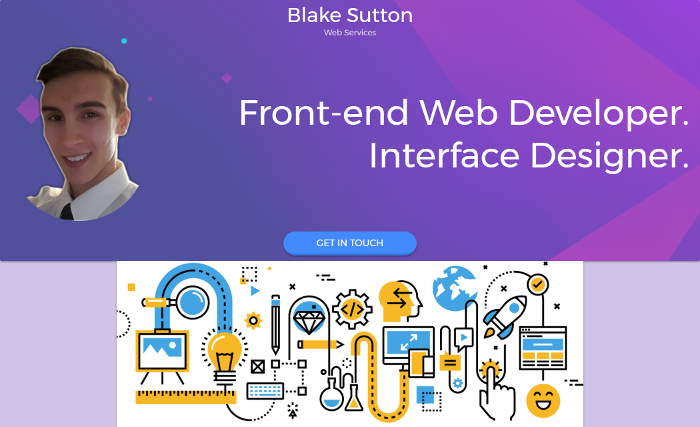 Blake Sutton
Web Services
Front-end Web Developer.
Interface Designer.
GET IN TOUCH